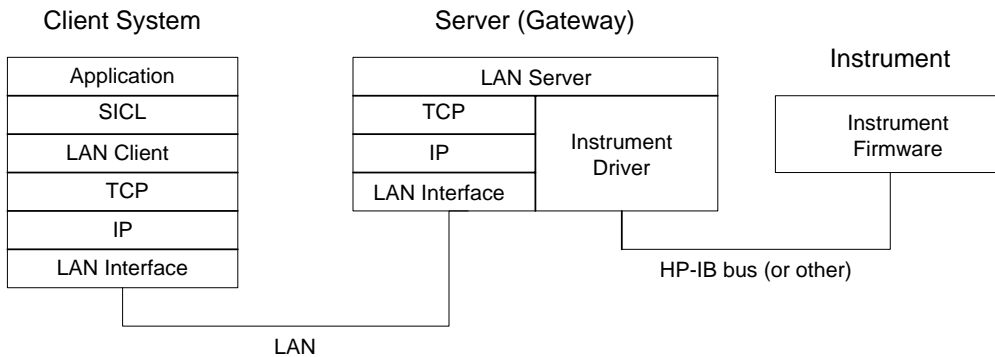 Client System
Application
SICL
LAN Client
TCP
IP
LAN Interface
Server (Gateway)
LAN Server
TCP
IP
LAN Interface
Instrument
Driver
Instrument
Instrument
Firmware
HP-IB bus (or other)
LAN